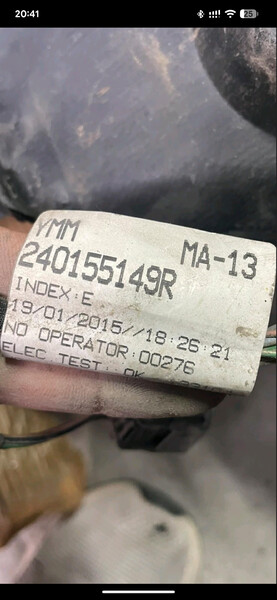 20:41
25
YMM
MA-13
240155149R
INDEX:E
19/01/2015//18:26:21
NO OPERATOR:00276
ELEC TEST: OK